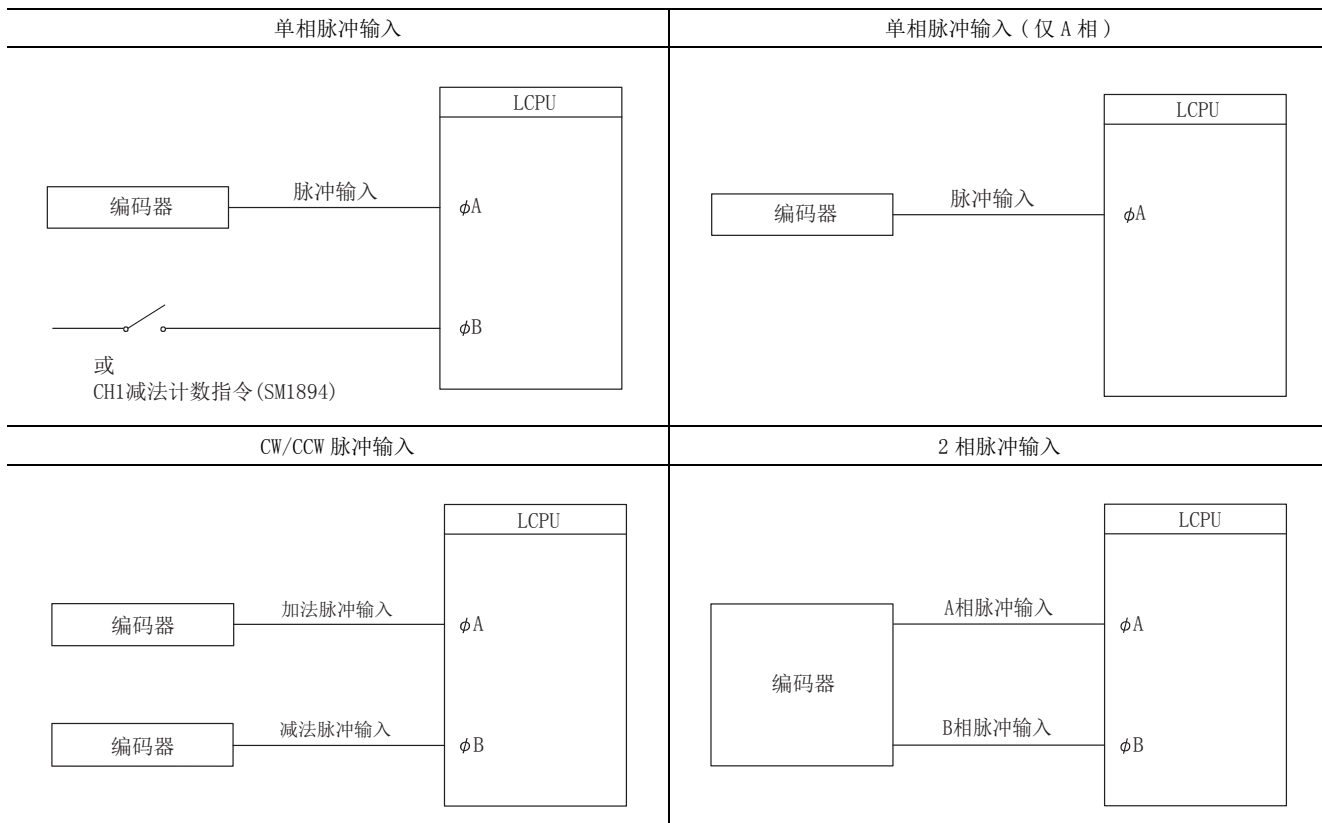 单相脉冲输入
LCPU
编码器
脉冲输入
φA
φB
或
CH1减法计数指令(SM1894)
单相脉冲输入 ( 仅 A 相 )
LCPU
编码器
脉冲输入
φA
CW/CCW 脉冲输入
LCPU
编码器
加法脉冲输入
φA
编码器
减法脉冲输入
φB
2 相脉冲输入
LCPU
A相脉冲输入
φA
编码器
B相脉冲输入
φB